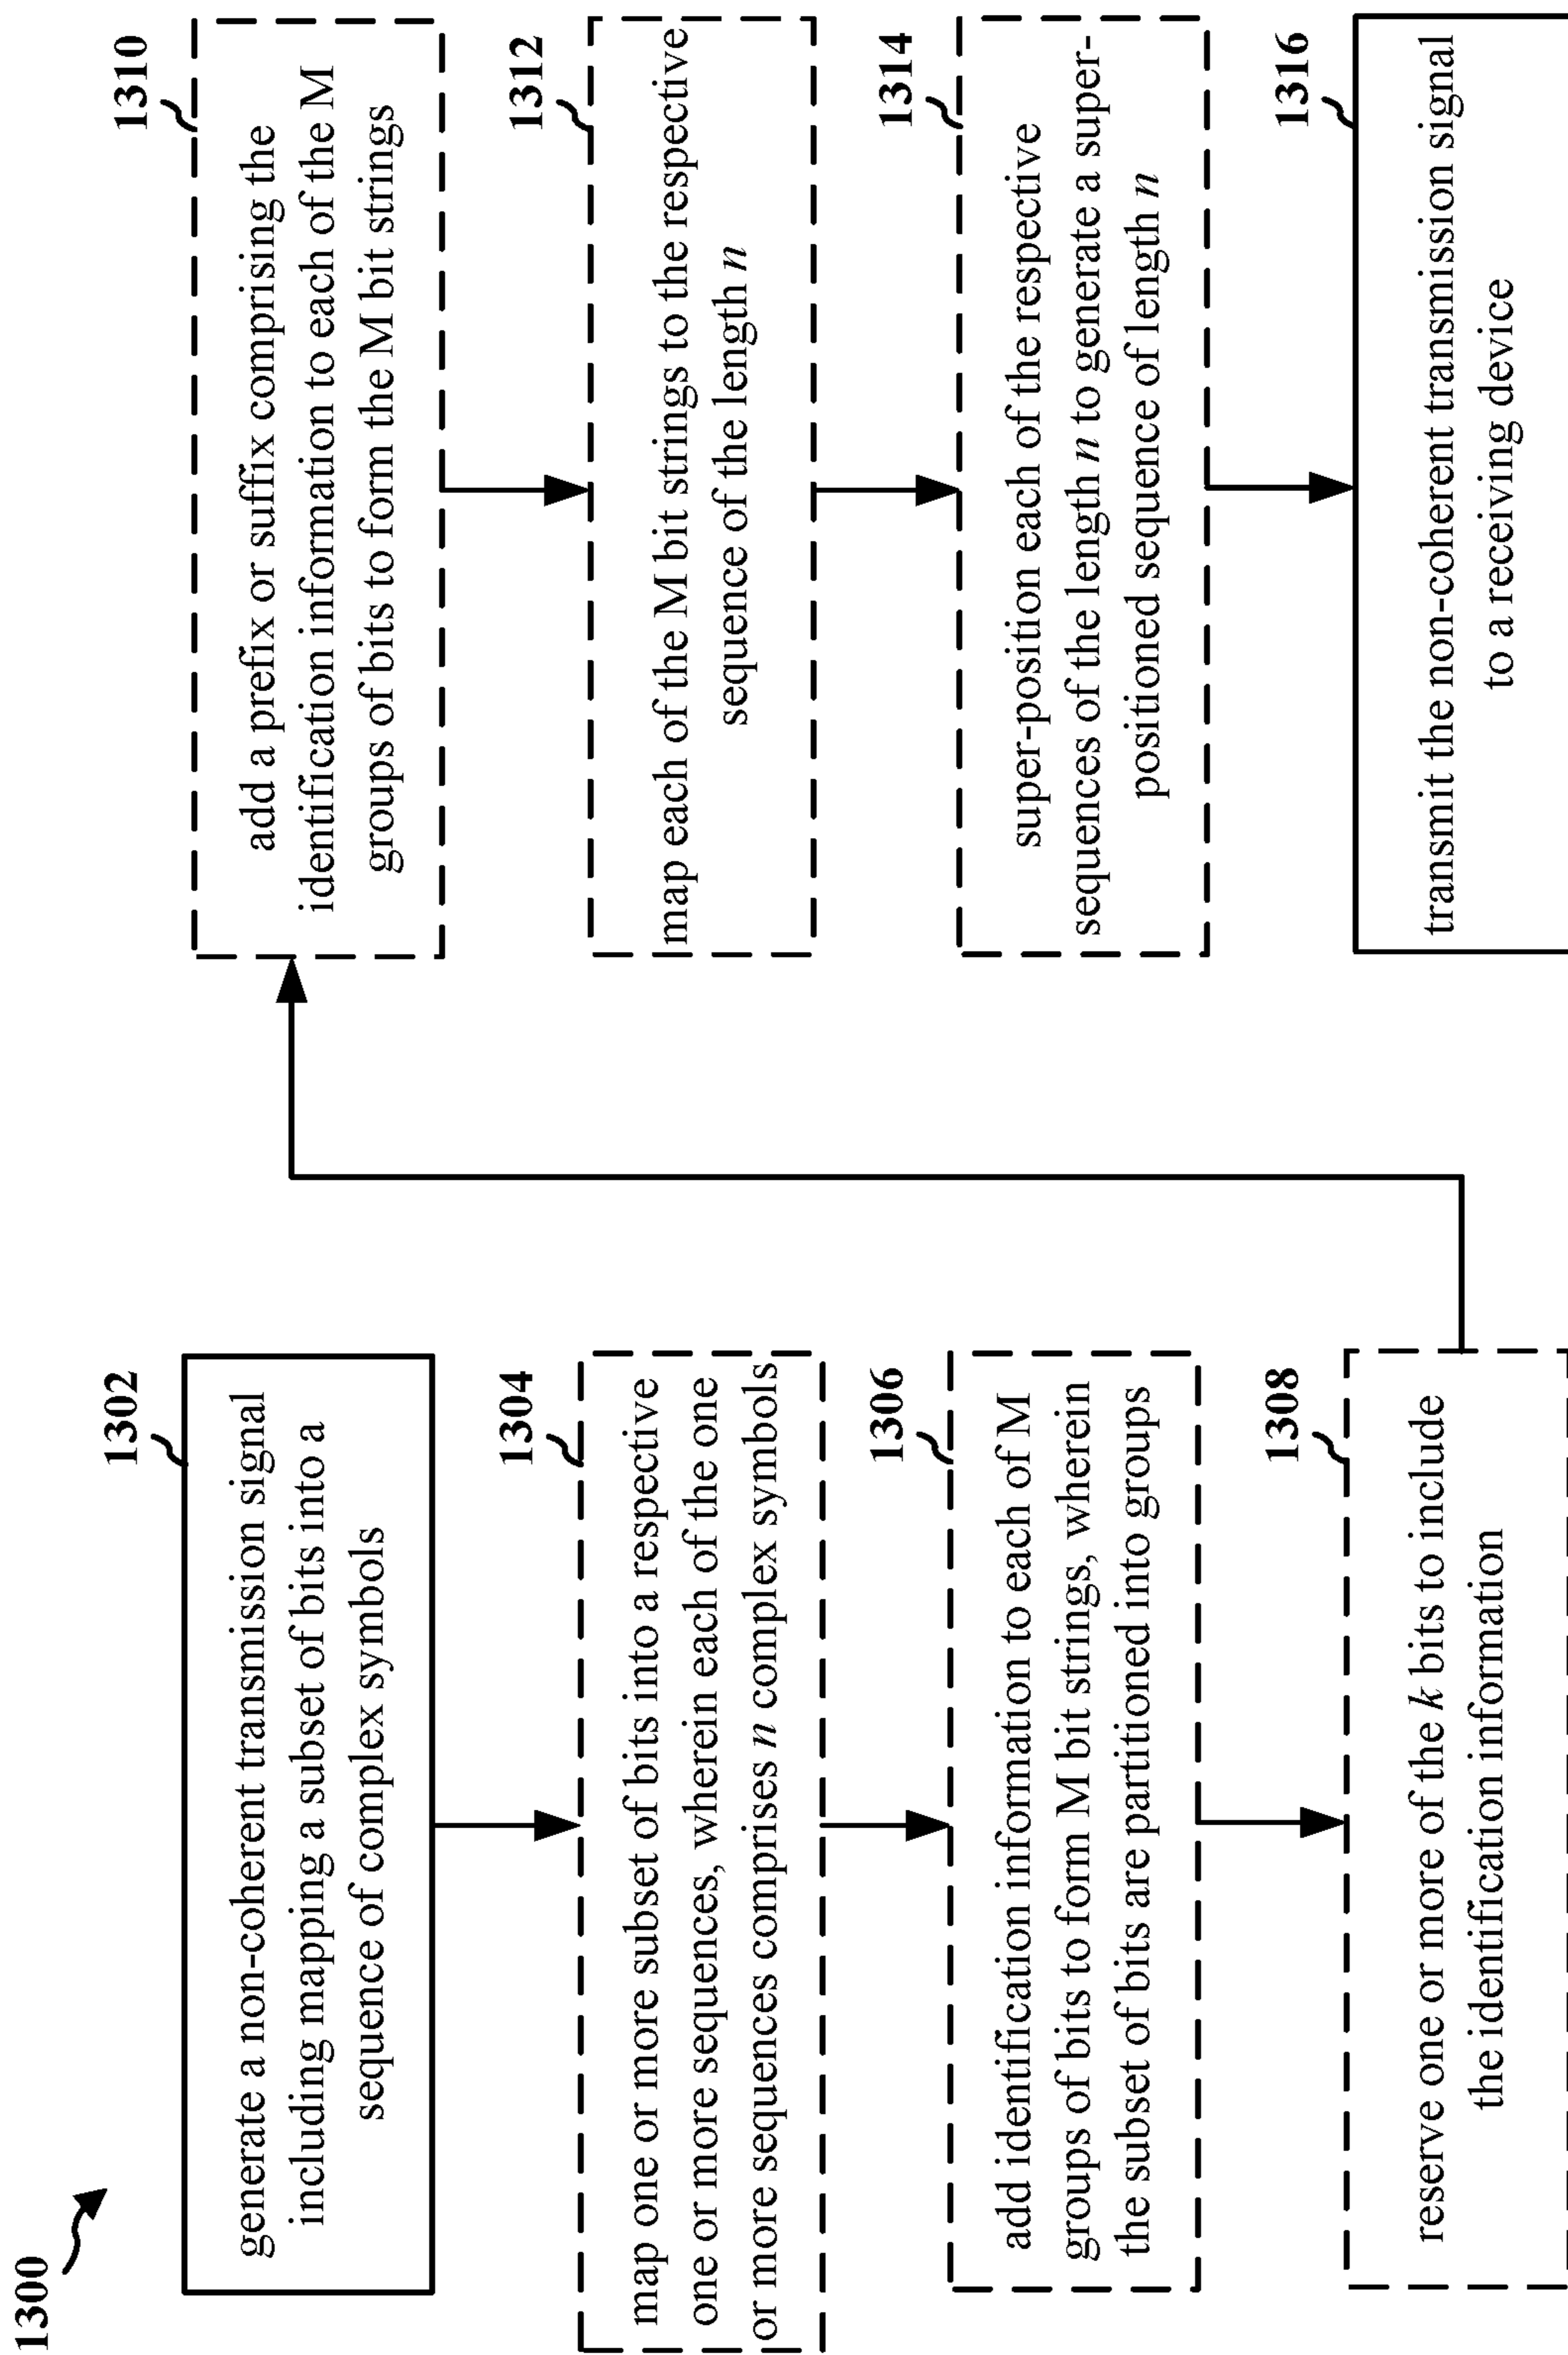 1300
1302
generate a non-coherent transmission signal
including mapping a subset of bits into a
sequence of complex symbols
1304
map one or more subset of bits into a respective
one or more sequences, wherein each of the one
or more sequences comprises n complex symbols
1306
add identification information to each of M
groups of bits to form M bit strings, wherein
the subset of bits are partitioned into groups
1308
reserve one or more of the k bits to include
the identification information
1310
add a prefix or suffix comprising the
identification information to each of the M
groups of bits to form the M bit strings
1312
map each of the M bit strings to the respective
sequence of the length n
1314
super-position each of the respective
sequences of the length n to generate a super-
positioned sequence of length n
1316
transmit the non-coherent transmission signal
to a receiving device